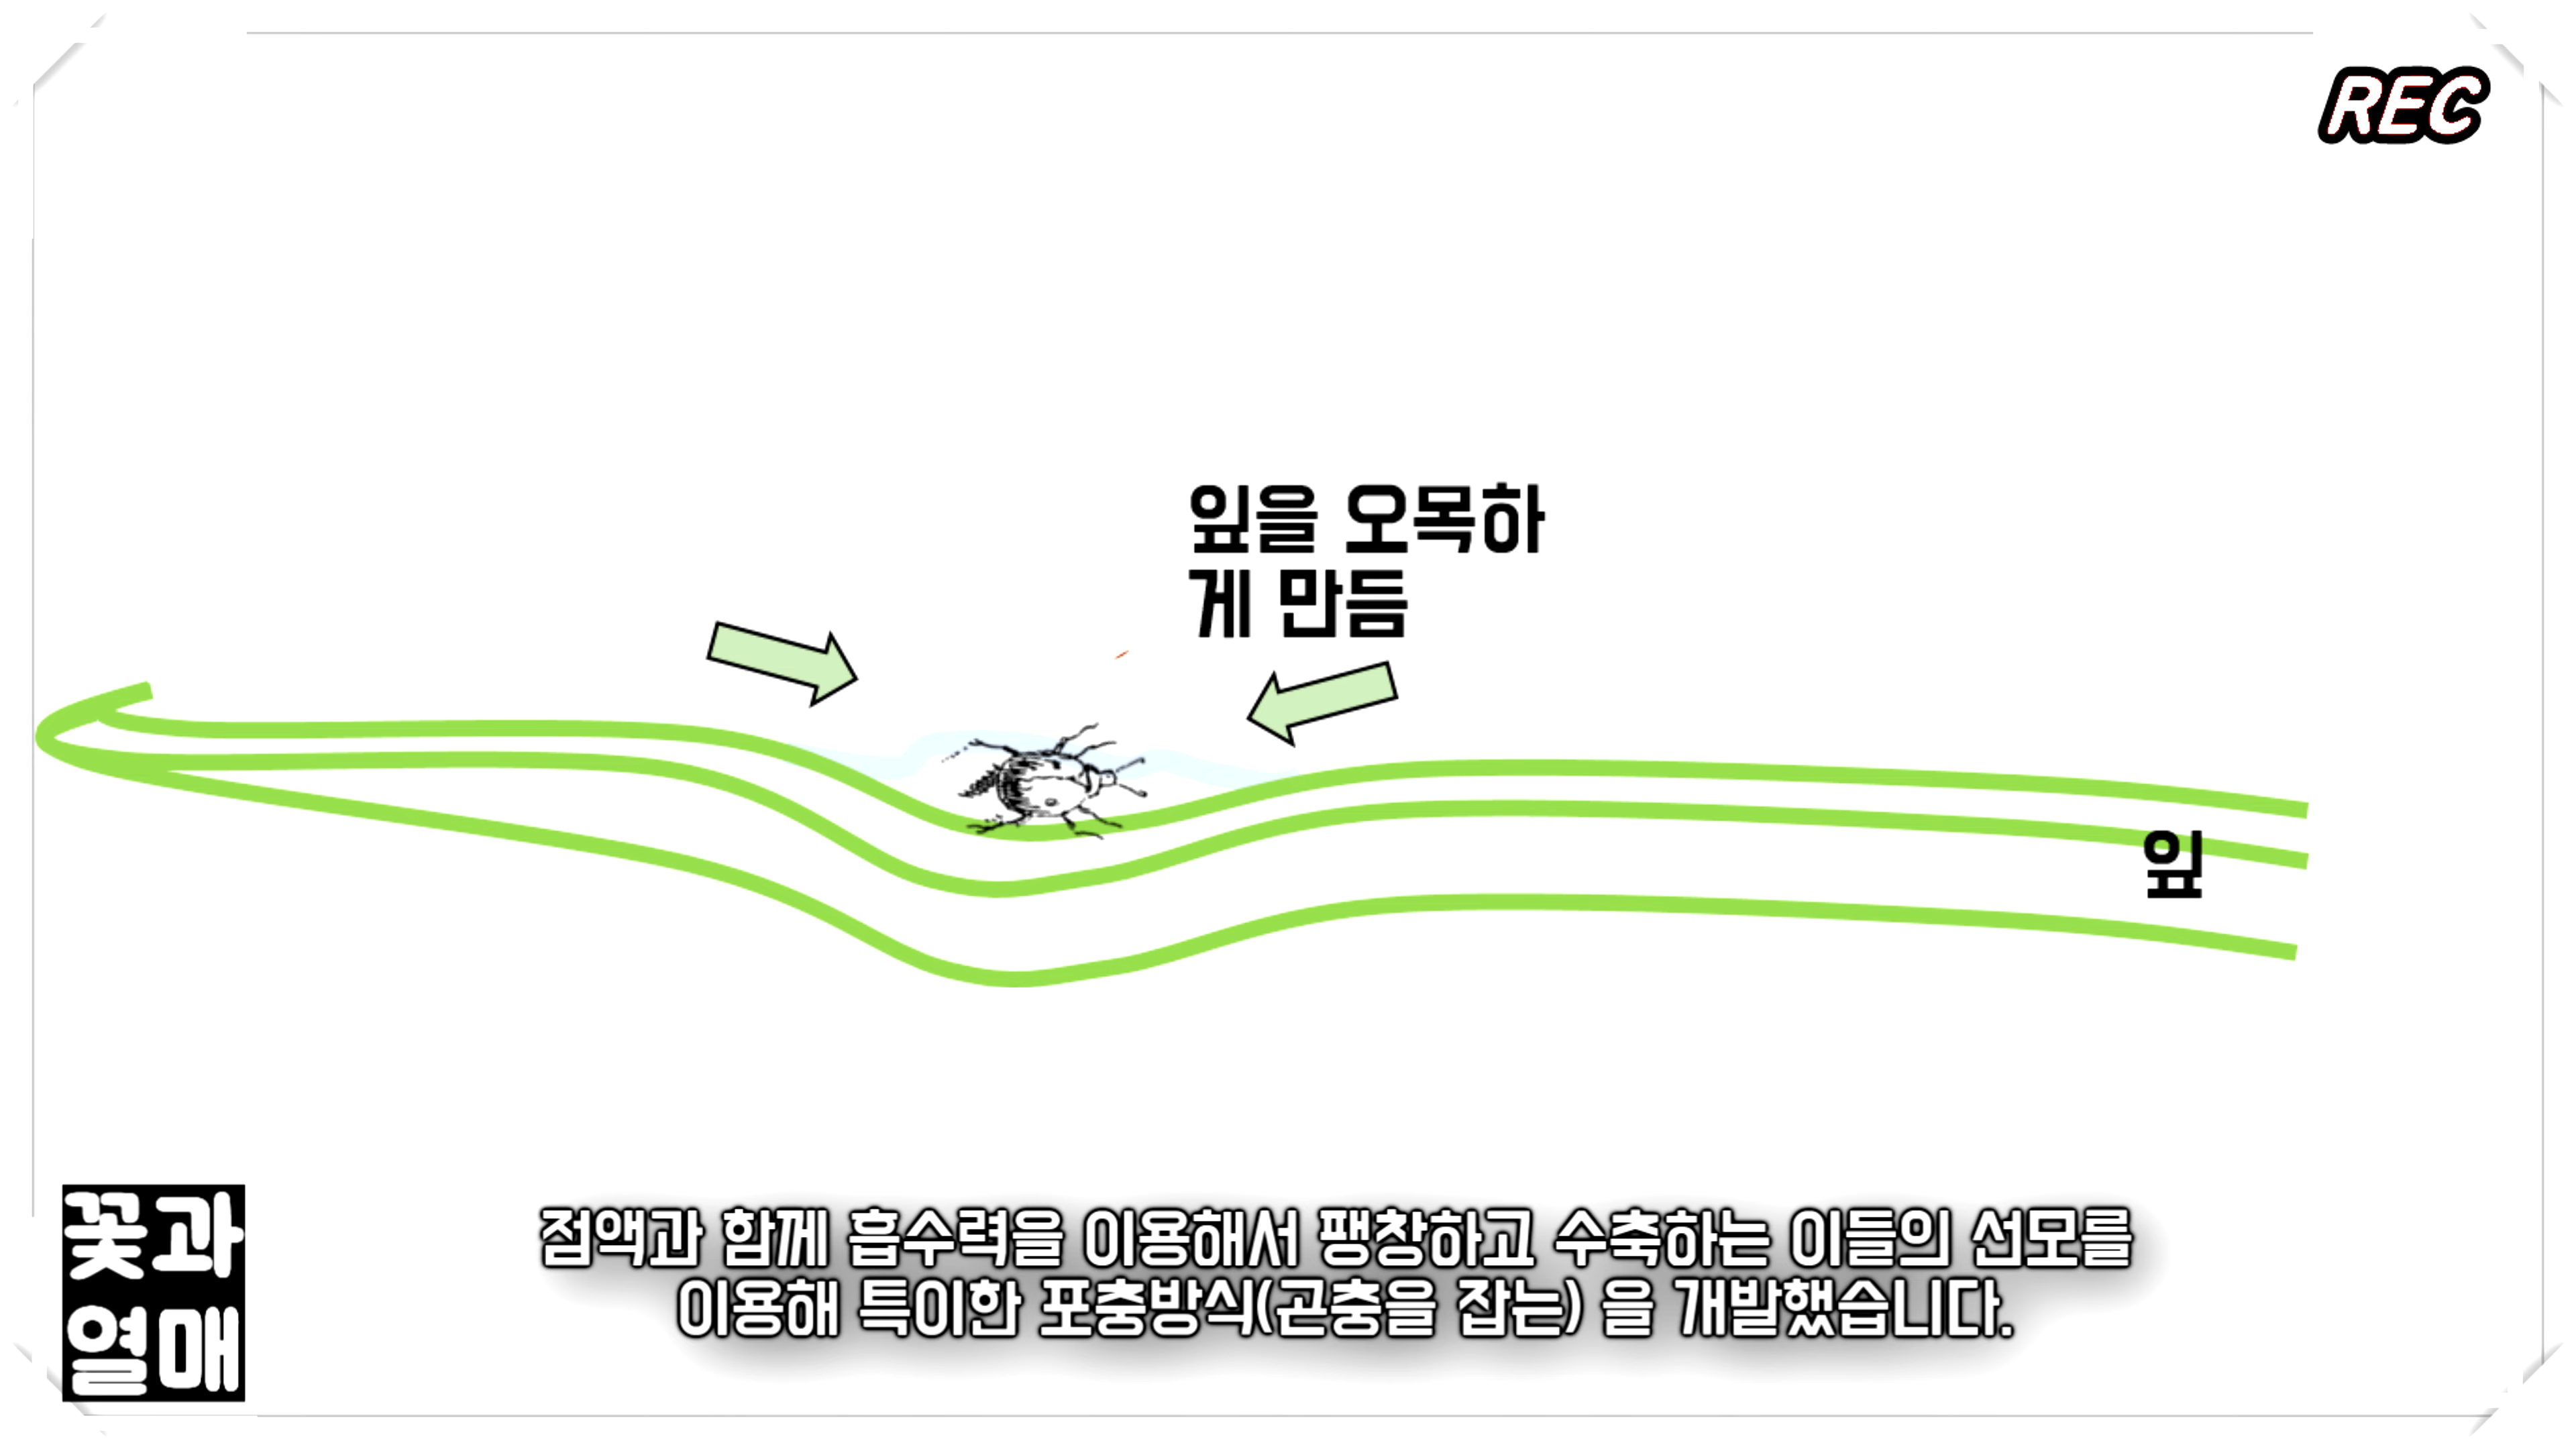 REC
잎을 오목하
게 만듬
잎
꽃과
열매
점액과 함께 흡수력을 이용해서 팽창하고 수축하는 이들의 선모를
이용해 특이한 포충방식(곤충을 잡는) 을 개발했습니다.